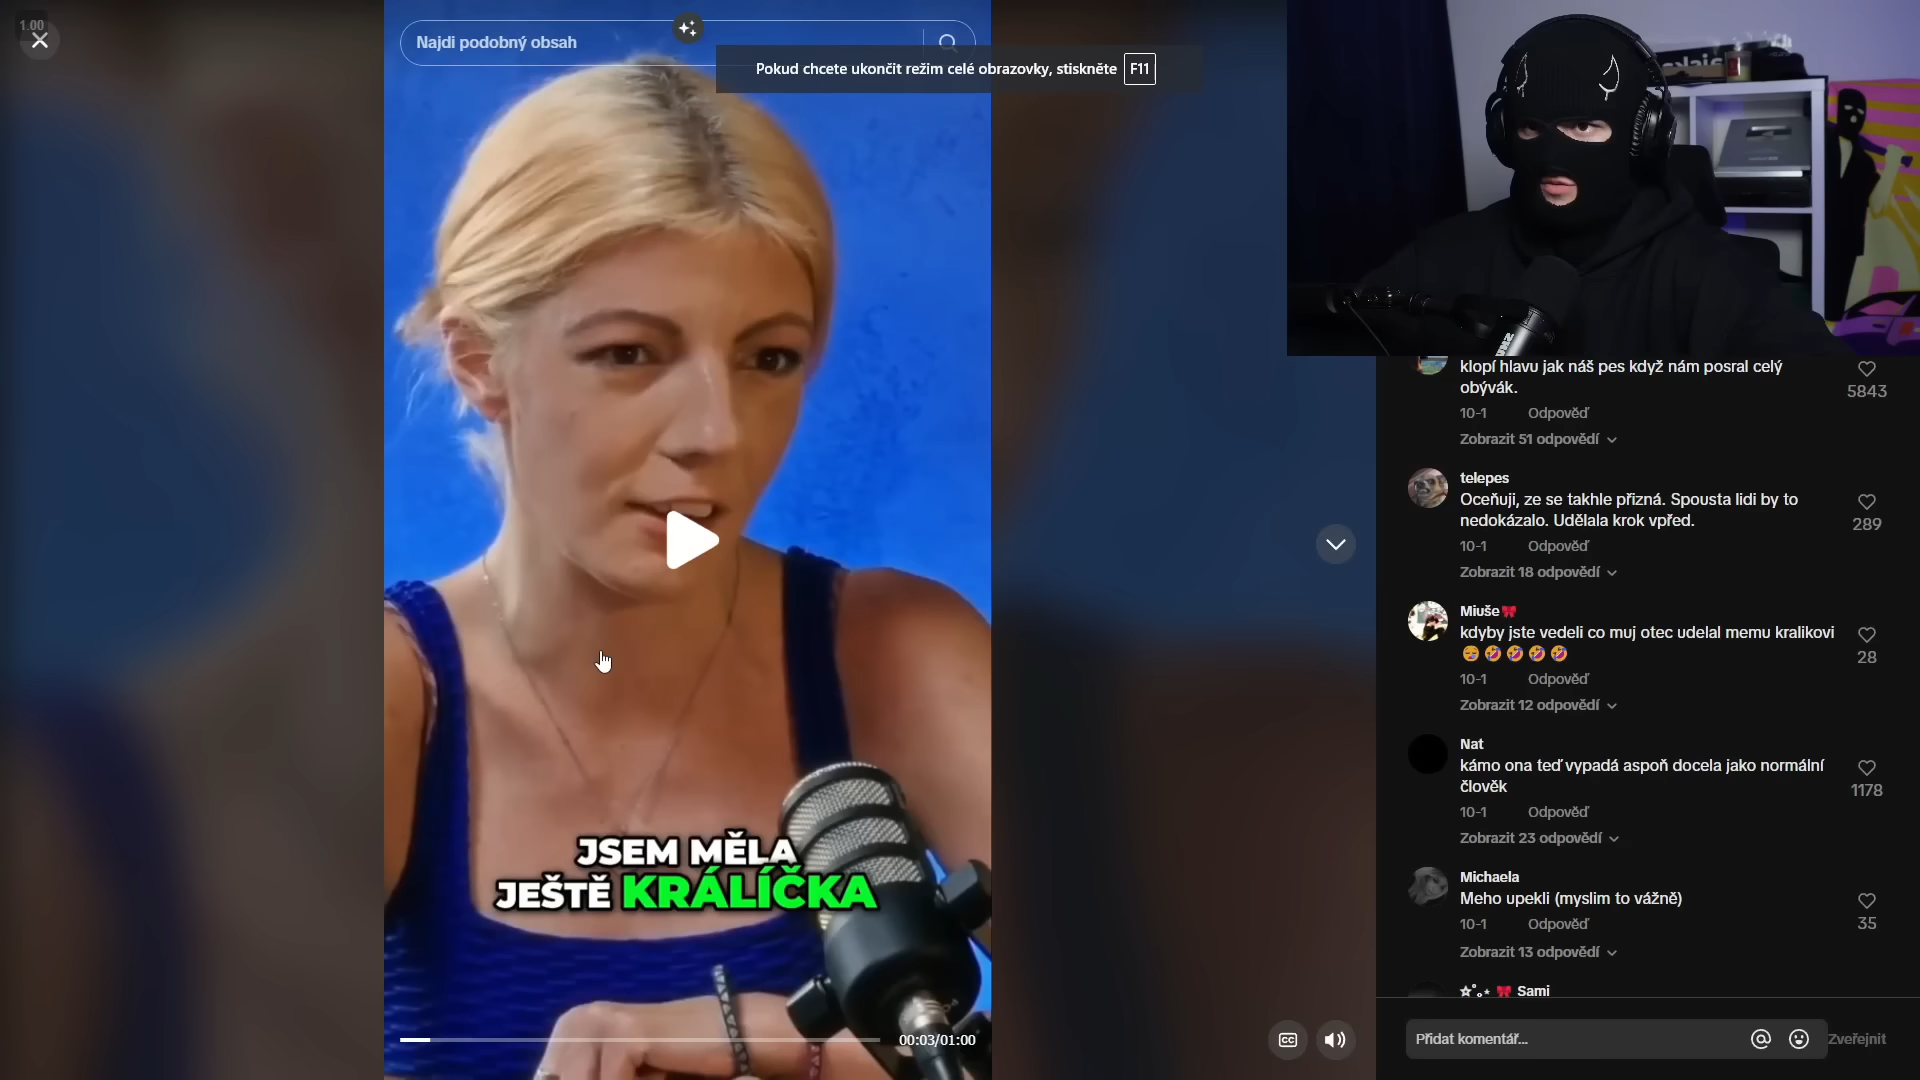 1.00
Najdi podobný obsah
Pokud chcete ukončit režim celé obrazovky, stiskněte F11
JSEM MĚLA
JEŠTĚ KRÁLÍČKA
00:03/01:00
klopí hlavu jak náš pes když nám posral celý
obývák.
5843
10-1 Odpověď
Zobrazit 51 odpovědí
telepes
Oceňuji, ze se takhle přizná. Spousta lidi by to
nedokázalo. Udělala krok vpřed.
289
10-1 Odpověď
Zobrazit 18 odpovědí
Miuše🎀
kdyby jste vedeli co muj otec udelal memu kralikovi
😪🤣🤣🤣🤣
28
10-1 Odpověď
Zobrazit 12 odpovědí
Nat
kámo ona teď vypadá aspoň docela jako normální
člověk
1178
10-1 Odpověď
Zobrazit 23 odpovědí
Michaela
Meho upekli (myslim to vážně)
35
10-1 Odpověď
Zobrazit 13 odpovědí
🎀 Sami
Přidat komentář...
Zveřejnit